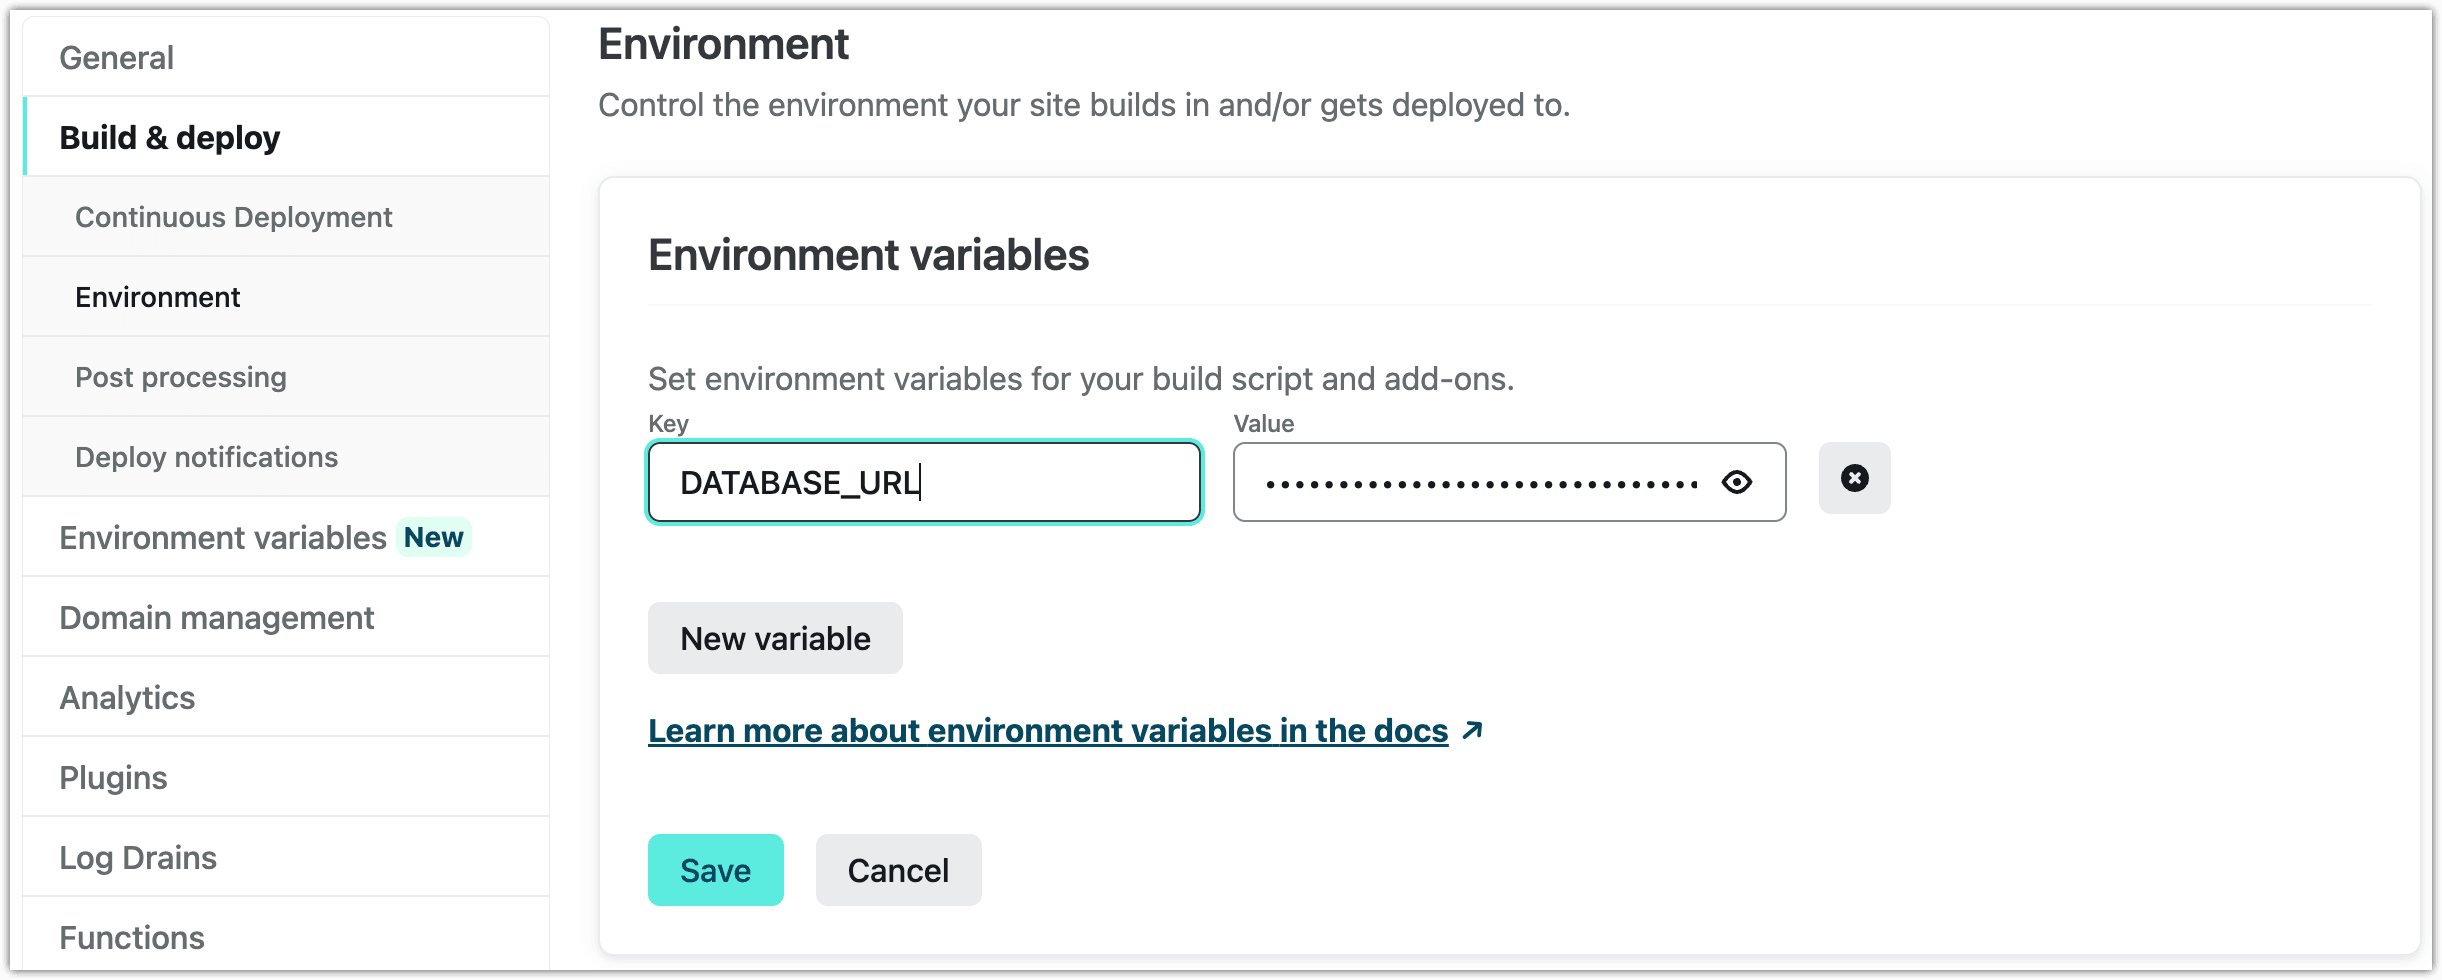 General
Build & deploy
Continuous Deployment
Environment
Post processing
Deploy notifications
Environment variables New
Domain management
Analytics
Plugins
Log Drains
Functions
Environment
Control the environment your site builds in and/or gets deployed to.
Environment variables
Set environment variables for your build script and add-ons.
Key
Value
DATABASE_URL
••••••••••••••••••••••••••••••
New variable
Learn more about environment variables in the docs
Save
Cancel